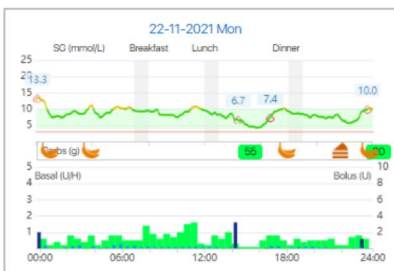 22-11-2021 Mon
SG (mmol/L) Breakfast Lunch Dinner
25
20
13.3
15
10.0
10
6.7 7.4
5
Carbs (g) 55 20
5 10
Basal (U/H) Bolus (U)
4 8
3 6
2 4
1 2
00:00 06:00 12:00 18:00 24:00